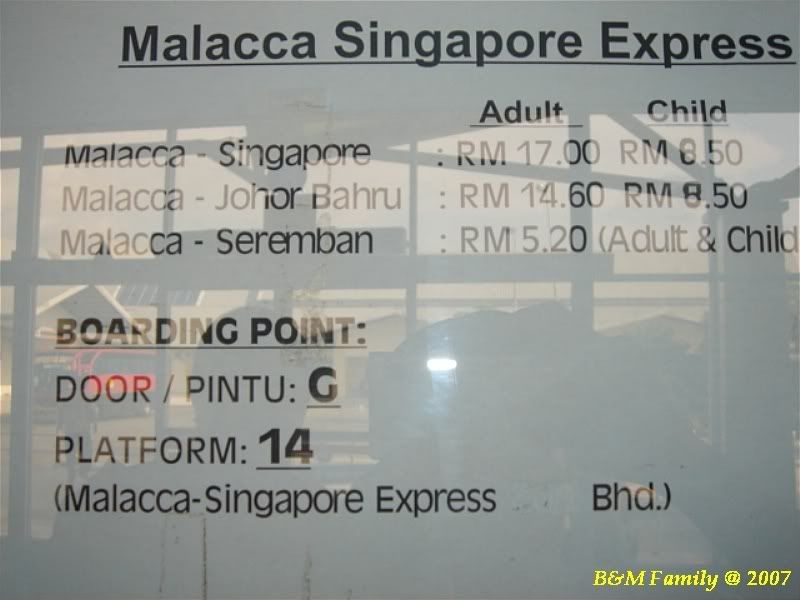 Malacca Singapore Express
Adult Child
Malacca - Singapore : RM 17.00 RM 8.50
Malacca - Johor Bahru : RM 14.60 RM 8.50
Malacca - Seremban : RM 5.20 (Adult & Child
BOARDING POINT:
DOOR / PINTU: G
PLATFORM: 14
(Malacca-Singapore Express Bhd.)
B&M Family @ 2007